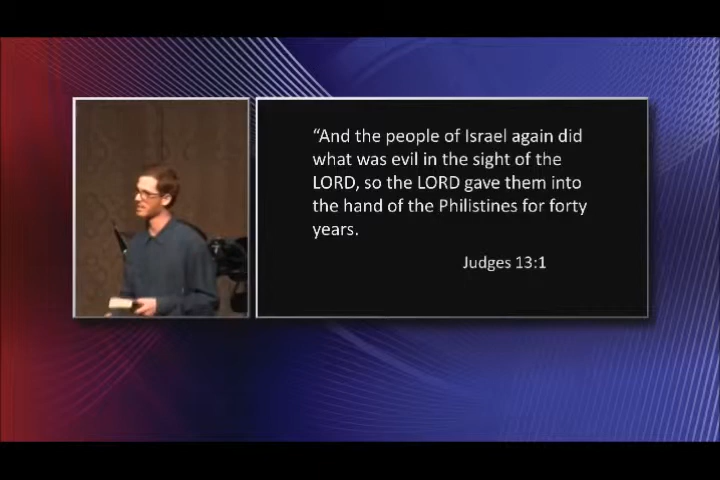 “And the people of Israel again did
what was evil in the sight of the
LORD, so the LORD gave them into
the hand of the Philistines for forty
years.
Judges 13:1